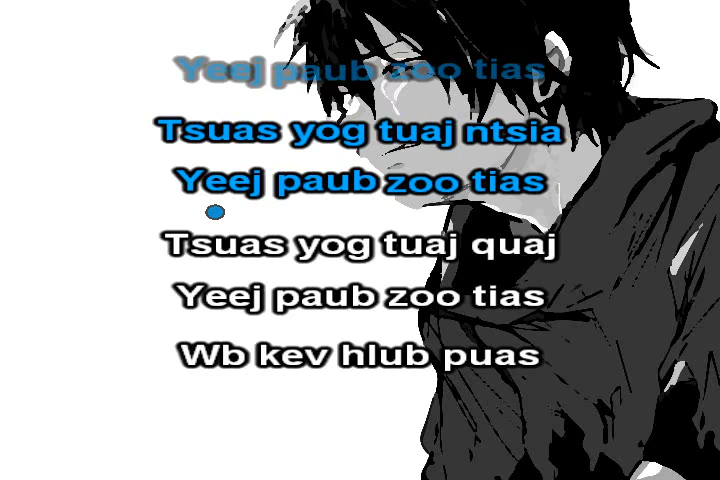 Yeej paub zoo tias
Tsuas yog tuaj ntsia
Yeej paub zoo tias
Tsuas yog tuaj quaj
Yeej paub zoo tias
Wb kev hlub puas